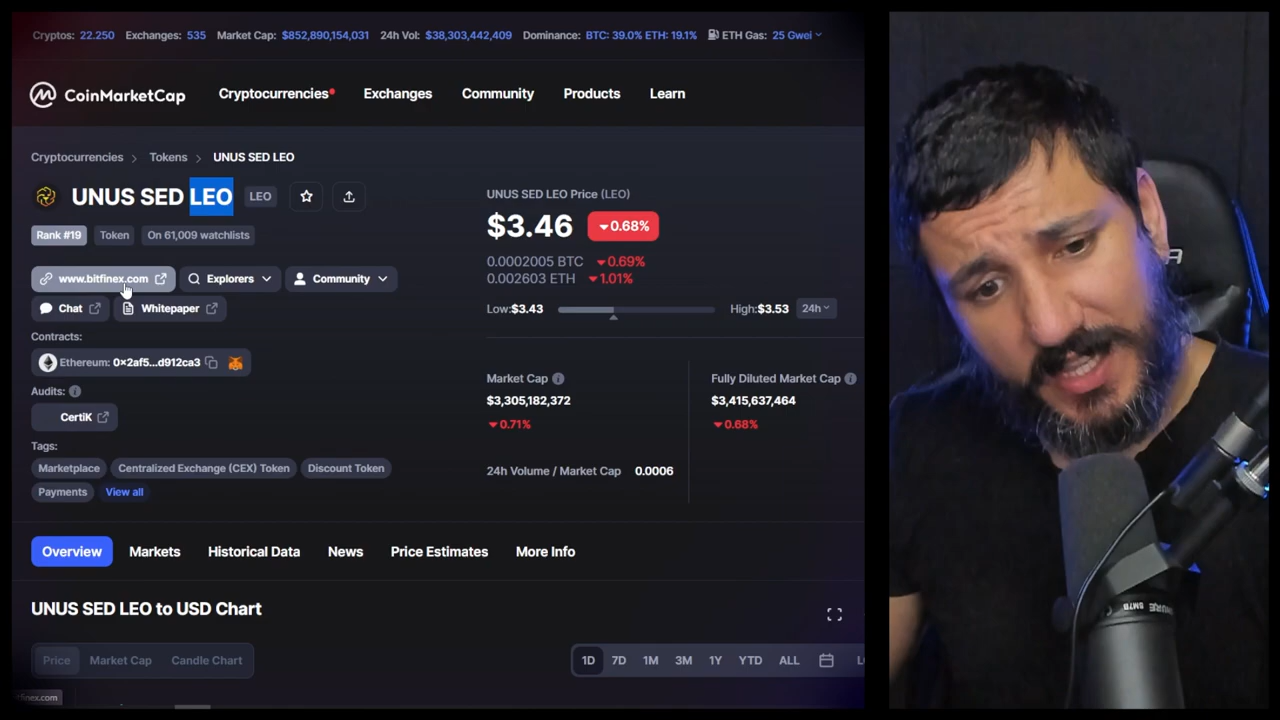 Cryptos: 22.250 Exchanges: 535 Market Cap: $852,890,154,031 24h Vol: $38,303,442,409 Dominance: BTC: 39.0% ETH: 19.1% ETH Gas: 25 Gwei
CoinMarketCap Cryptocurrencies Exchanges Community Products Learn
Cryptocurrencies > Tokens > UNUS SED LEO
UNUS SED LEO LEO
Rank #19 Token On 61,009 watchlists
www.bitfinex.com Explorers Community
Chat Whitepaper
Contracts:
Ethereum: 0x2af5...d912ca3
Audits:
CertiK
Tags:
Marketplace Centralized Exchange (CEX) Token Discount Token
Payments View all
UNUS SED LEO Price (LEO)
$3.46 0.68%
0.0002005 BTC 0.69%
0.002603 ETH 1.01%
Low:$3.43 High:$3.53 24h
Market Cap Fully Diluted Market Cap
$3,305,182,372 $3,415,637,464
0.71% 0.68%
24h Volume / Market Cap 0.0006
Overview Markets Historical Data News Price Estimates More Info
UNUS SED LEO to USD Chart
Price Market Cap Candle Chart 1D 7D 1M 3M 1Y YTD ALL
tfinex.com
SHURE SM7B